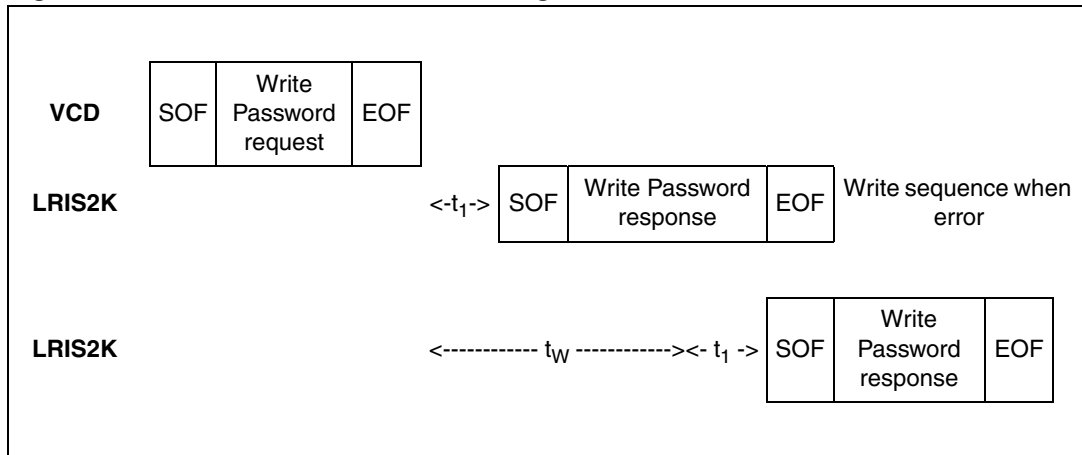 VCD
SOF
Write
Password
request
EOF
LRIS2K
<-t₁->
SOF
Write Password
response
EOF
Write sequence when
error
LRIS2K
<------------ t_W ------------><- t₁ ->
SOF
Write
Password
response
EOF